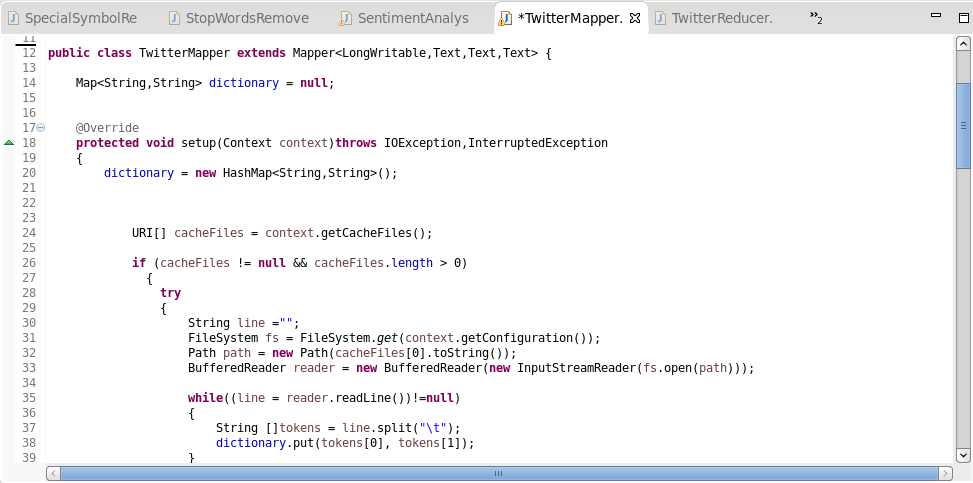 SpecialSymbolRe StopWordsRemove SentimentAnalys *TwitterMapper. TwitterReducer. »2
11
12 public class TwitterMapper extends Mapper<LongWritable,Text,Text,Text> {
13
14 Map<String,String> dictionary = null;
15
16
17 @Override
18 protected void setup(Context context)throws IOException,InterruptedException
19 {
20 dictionary = new HashMap<String,String>();
21
22
23
24 URI[] cacheFiles = context.getCacheFiles();
25
26 if (cacheFiles != null && cacheFiles.length > 0)
27 {
28 try
29 {
30 String line ="";
31 FileSystem fs = FileSystem.get(context.getConfiguration());
32 Path path = new Path(cacheFiles[0].toString());
33 BufferedReader reader = new BufferedReader(new InputStreamReader(fs.open(path)));
34
35 while((line = reader.readLine())!=null)
36 {
37 String []tokens = line.split("\t");
38 dictionary.put(tokens[0], tokens[1]);
39 }